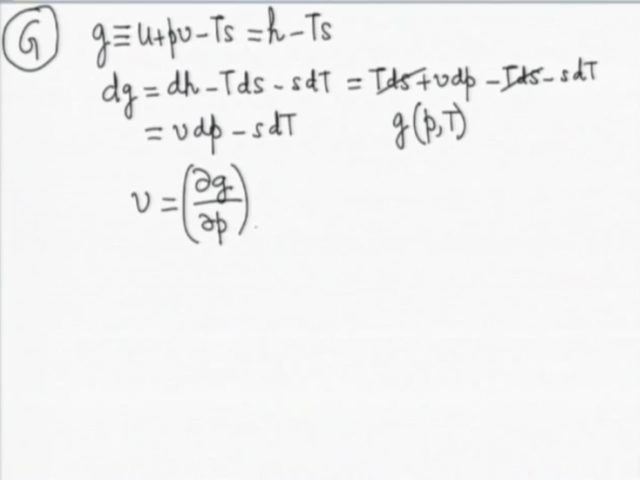 G g ≡ u+pv – Ts = h – Ts
dg = dh – Tds – sdT = Tds + vdp – Tds – sdT
= vdp – sdT g(p,T)
v = (∂g/∂p)